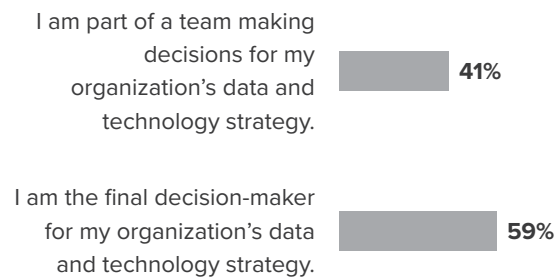 I am part of a team making
decisions for my
organization’s data and
technology strategy.
41%
I am the final decision-maker
for my organization’s data
and technology strategy.
59%